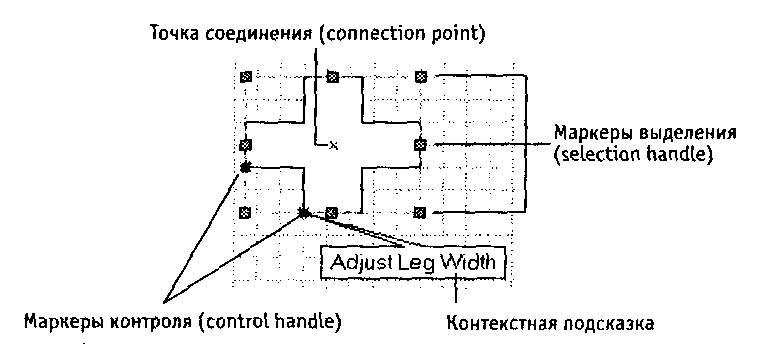 Точка соединения (connection point)
Маркеры выделения
(selection handle)
Adjust Leg Width
Маркеры контроля (control handle)
Контекстная подсказка